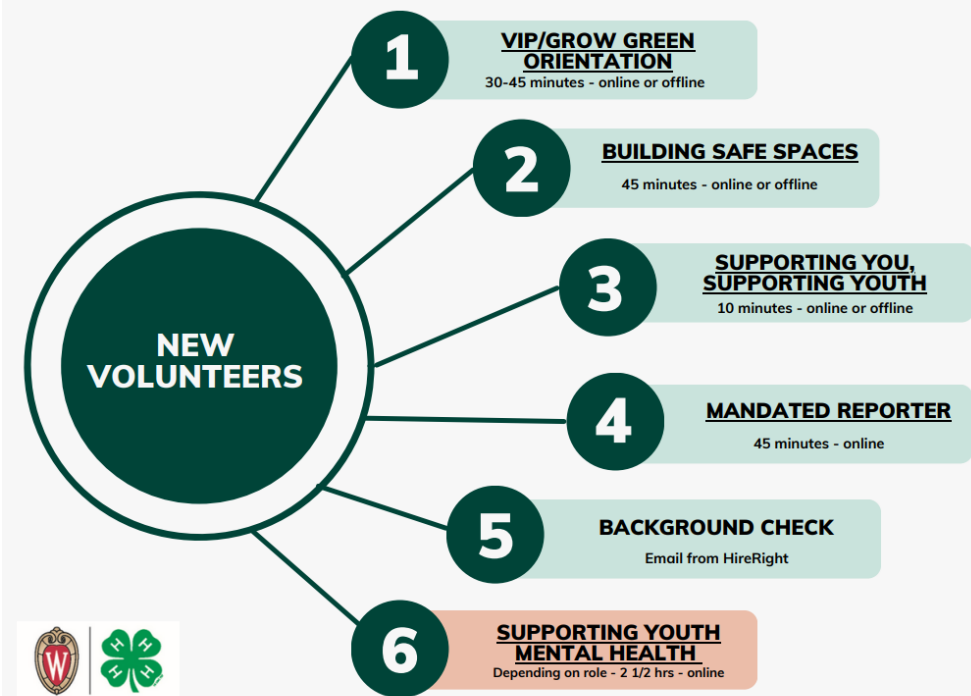 1
VIP/GROW GREEN
ORIENTATION
30-45 minutes - online or offline
2
BUILDING SAFE SPACES
45 minutes - online or offline
3
SUPPORTING YOU,
SUPPORTING YOUTH
10 minutes - online or offline
NEW
VOLUNTEERS
4
MANDATED REPORTER
45 minutes - online
5
BACKGROUND CHECK
Email from HireRight
6
SUPPORTING YOUTH
MENTAL HEALTH
Depending on role - 2 1/2 hrs - online
W
H H
H H